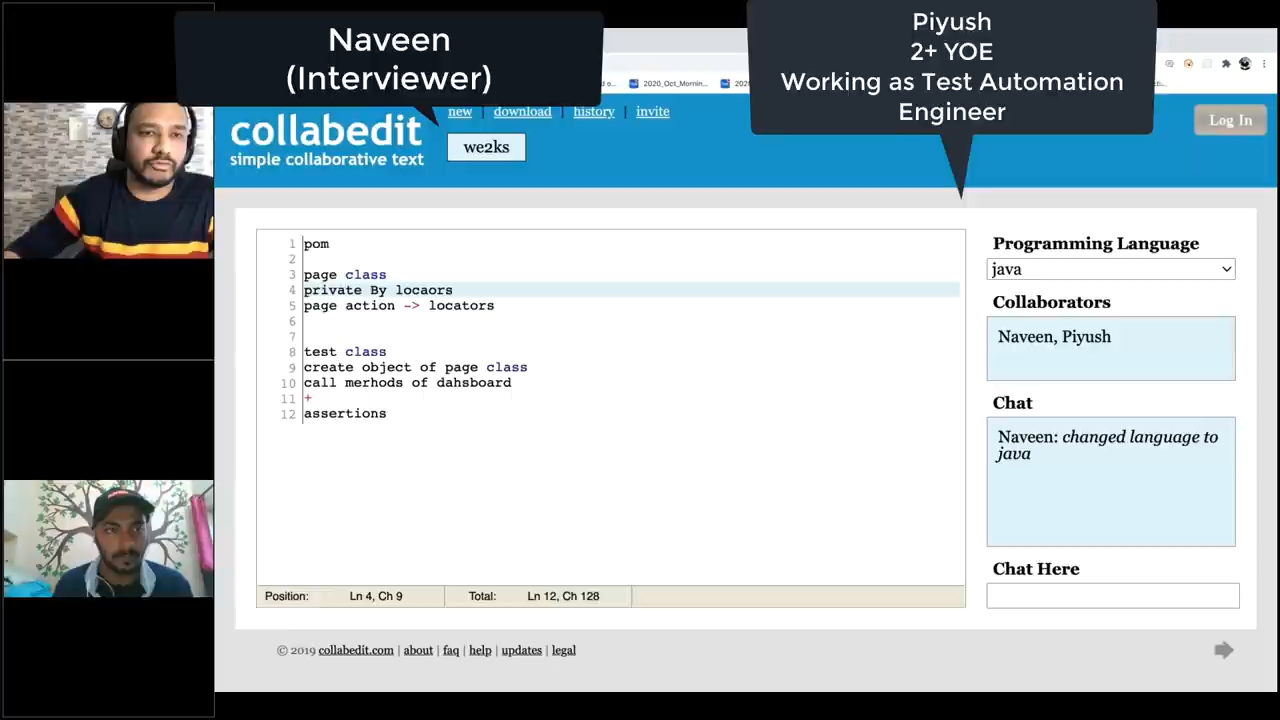 Naveen
(Interviewer)
Piyush
2+ YOE
Working as Test Automation
Engineer
2020_Oct_Mornin...
new | download | history | invite
Log In
collabedit
simple collaborative text
we2ks
1 pom
2
3 page class
4 private By locaors
5 page action -> locators
6
7
8 test class
9 create object of page class
10 call merhods of dahsboard
11 +
12 assertions
Position: Ln 4, Ch 9 Total: Ln 12, Ch 128
Programming Language
java
Collaborators
Naveen, Piyush
Chat
Naveen: changed language to
java
Chat Here
© 2019 collabedit.com | about | faq | help | updates | legal